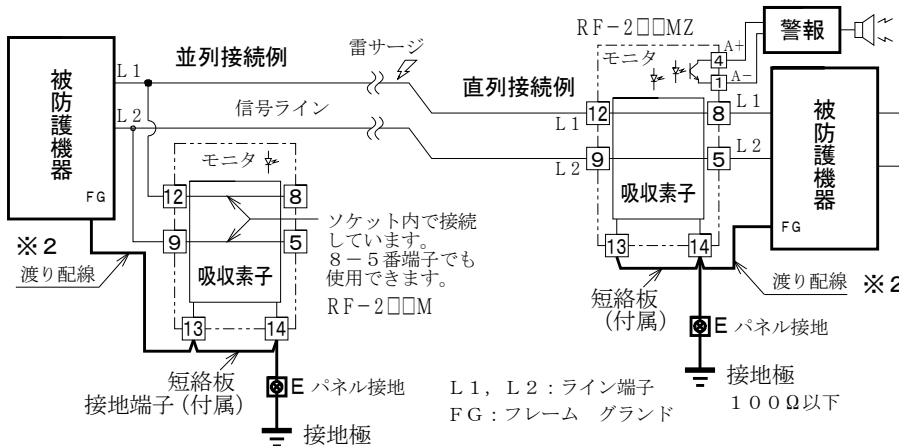 RF-2□□MZ
警報
A+
4
1
A-
モニタ
雷サージ
並列接続例
直列接続例
被防護機器
L1
L2
信号ライン
FG
12
8
L1
L1
9
5
L2
L2
吸収素子
13
14
被防護機器
FG
モニタ
12
8
9
5
吸収素子
13
14
ソケット内で接続
しています。
8-5番端子でも
使用できます。
RF-2□□M
※2
渡り配線
短絡板
(付属)
渡り配線
※2
E パネル接地
接地極
100Ω以下
短絡板
接地端子(付属)
E パネル接地
接地極
L1, L2:ライン端子
FG:フレーム グランド